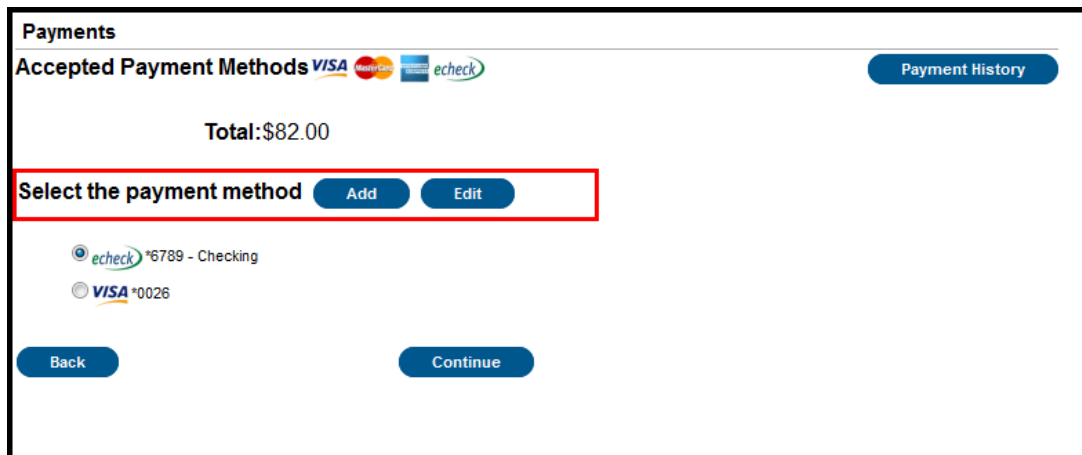 Payments
Accepted Payment Methods VISA MasterCard echeck Payment History
Total:$82.00
Select the payment method Add Edit
echeck *6789 - Checking
VISA *0026
Back Continue